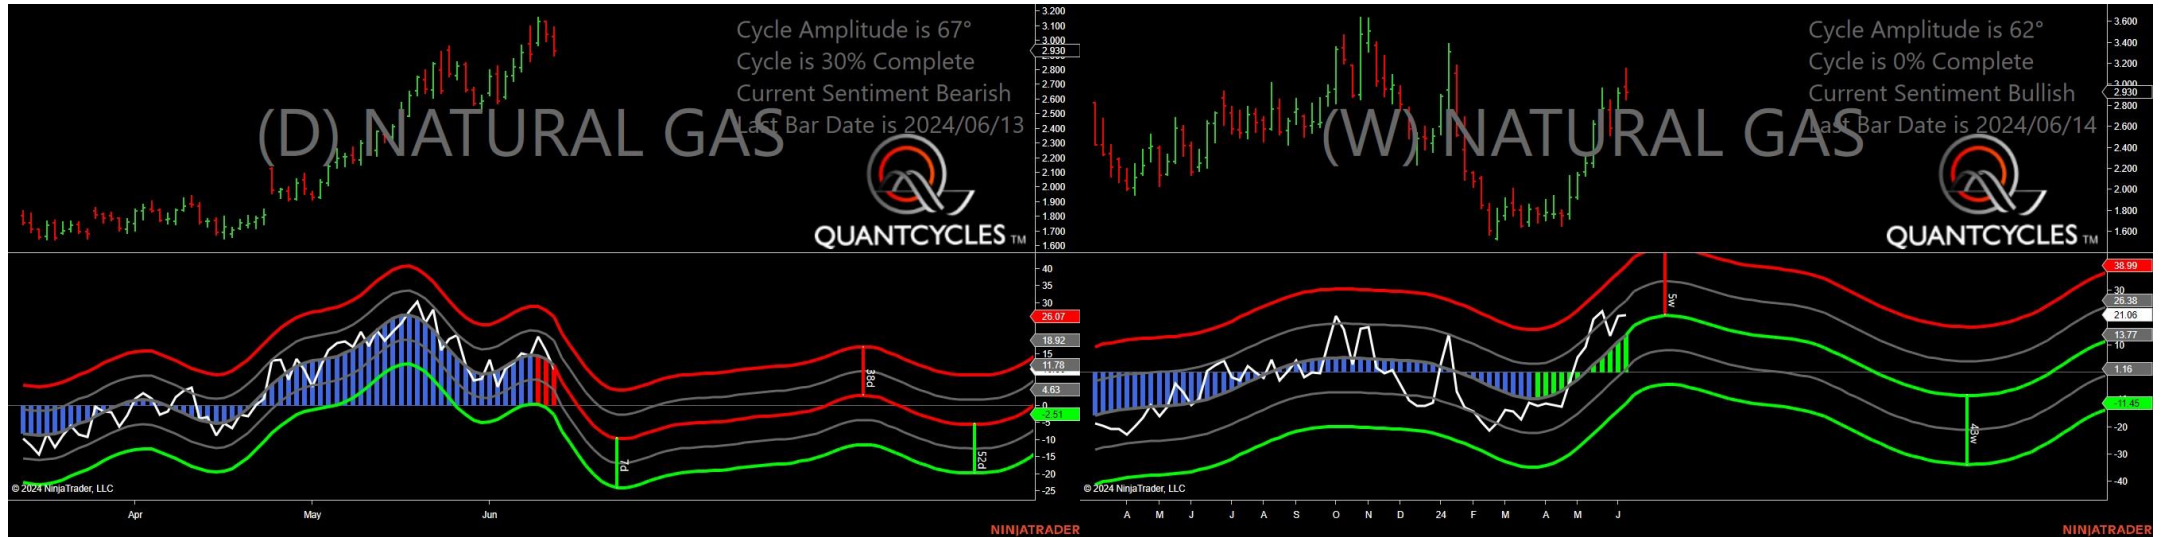 Cycle Amplitude is 67°
Cycle is 30% Complete
Current Sentiment Bearish
Last Bar Date is 2024/06/13
(D) NATURAL GAS
QUANTCYCLES TM
3.200
3.100
3.000
2.930
2.800
2.700
2.600
2.500
2.400
2.300
2.200
2.100
2.000
1.900
1.800
1.700
1.600
40
35
30
26.07
18.92
15
11.78
4.63
0
-2.51
-5
-10
-15
-20
-25
7d
38d
52d
© 2024 NinjaTrader, LLC
Apr May Jun
NINJATRADER
Cycle Amplitude is 62°
Cycle is 0% Complete
Current Sentiment Bullish
Last Bar Date is 2024/06/14
(W) NATURAL GAS
QUANTCYCLES TM
3.600
3.400
3.200
3.000
2.930
2.800
2.600
2.400
2.200
2.000
1.800
1.600
38.99
30
26.38
21.06
13.77
10
1.16
-11.45
-20
-30
-40
5w
43w
© 2024 NinjaTrader, LLC
A M J J A S O N D 24 F M A M J
NINJATRADER